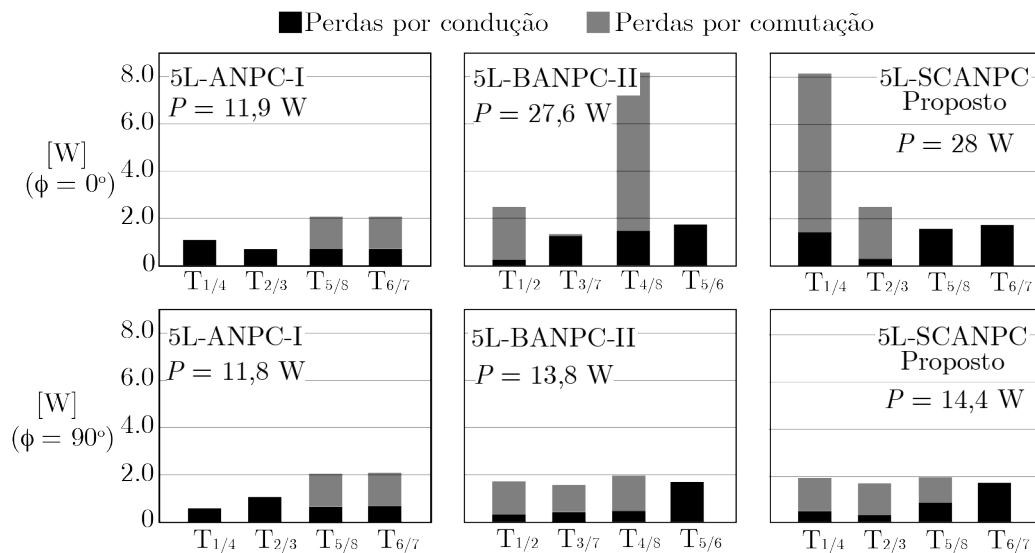 Perdas por condução Perdas por comutação
[W]
(ϕ = 0º)
8.0
6.0
4.0
2.0
0
5L-ANPC-I
P = 11,9 W
T1/4 T2/3 T5/8 T6/7
5L-BANPC-II
P = 27,6 W
T1/2 T3/7 T4/8 T5/6
5L-SCANPC
Proposto
P = 28 W
T1/4 T2/3 T5/8 T6/7
[W]
(ϕ = 90º)
8.0
6.0
4.0
2.0
0
5L-ANPC-I
P = 11,8 W
T1/4 T2/3 T5/8 T6/7
5L-BANPC-II
P = 13,8 W
T1/2 T3/7 T4/8 T5/6
5L-SCANPC
Proposto
P = 14,4 W
T1/4 T2/3 T5/8 T6/7